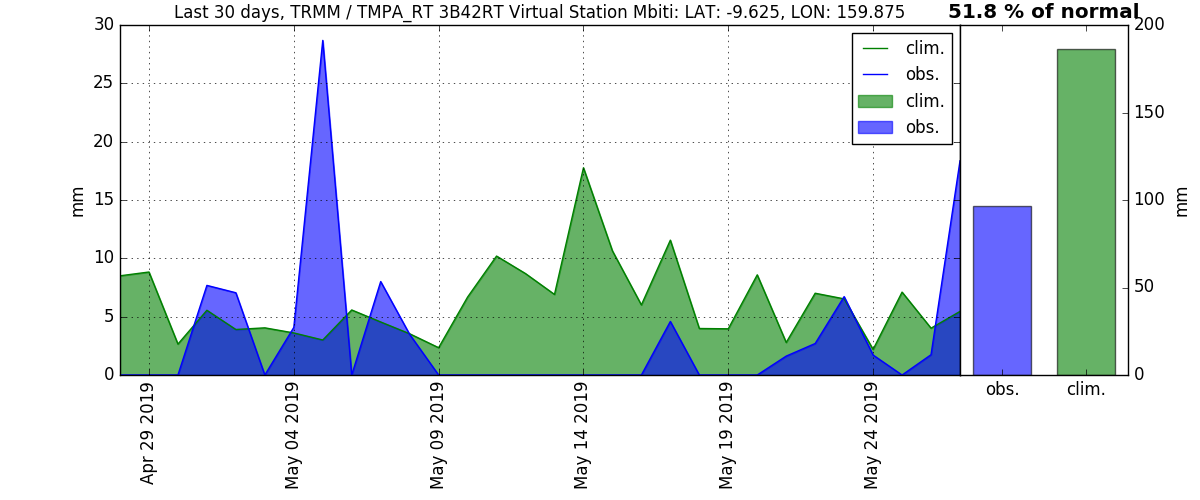 Last 30 days, TRMM / TMPA_RT 3B42RT Virtual Station Mbiti: LAT: -9.625, LON: 159.875
51.8 % of normal
30
25
20
15
10
5
0
mm
clim.
obs.
clim.
obs.
Apr 29 2019
May 04 2019
May 09 2019
May 14 2019
May 19 2019
May 24 2019
200
150
100
50
0
mm
obs.
clim.